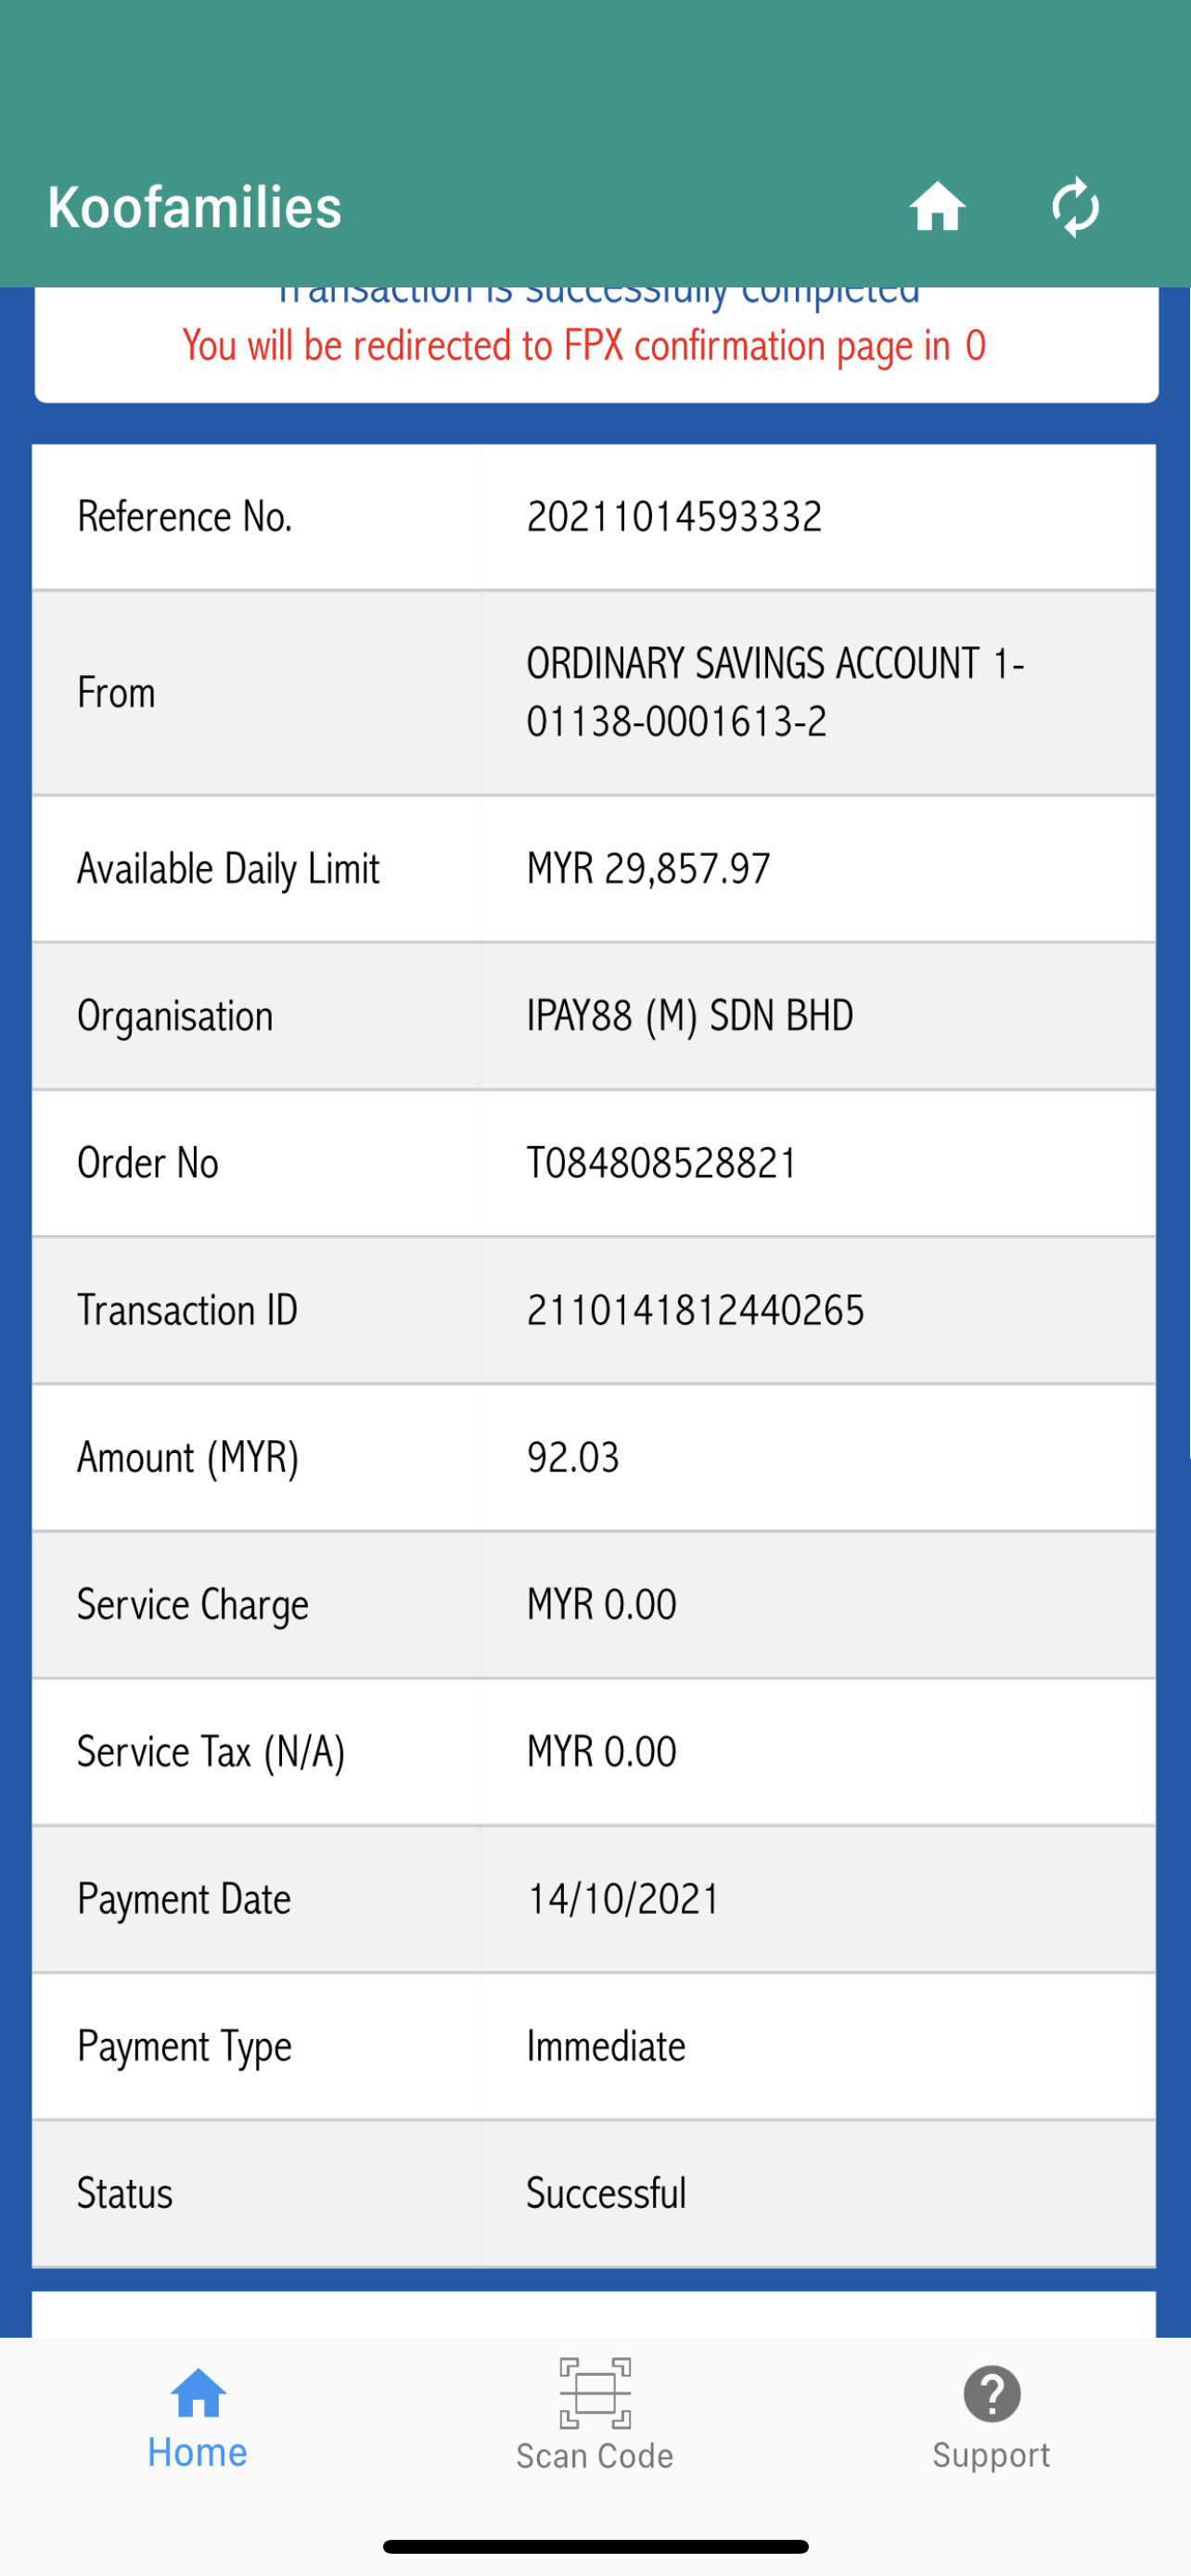 Koofamilies
Transaction is successfully completed
You will be redirected to FPX confirmation page in 0
Reference No. 20211014593332
From ORDINARY SAVINGS ACCOUNT 1-
01138-0001613-2
Available Daily Limit MYR 29,857.97
Organisation IPAY88 (M) SDN BHD
Order No T084808528821
Transaction ID 2110141812440265
Amount (MYR) 92.03
Service Charge MYR 0.00
Service Tax (N/A) MYR 0.00
Payment Date 14/10/2021
Payment Type Immediate
Status Successful
Home Scan Code Support